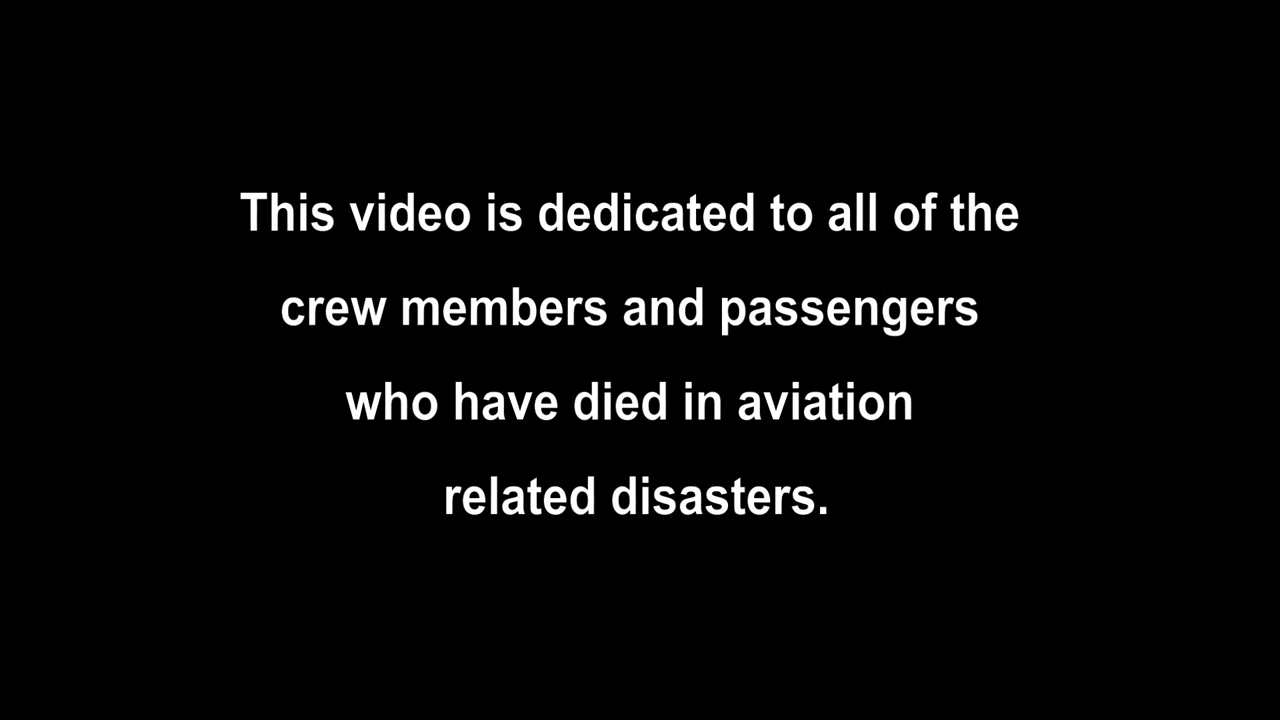 This video is dedicated to all of the
crew members and passengers
who have died in aviation
related disasters.